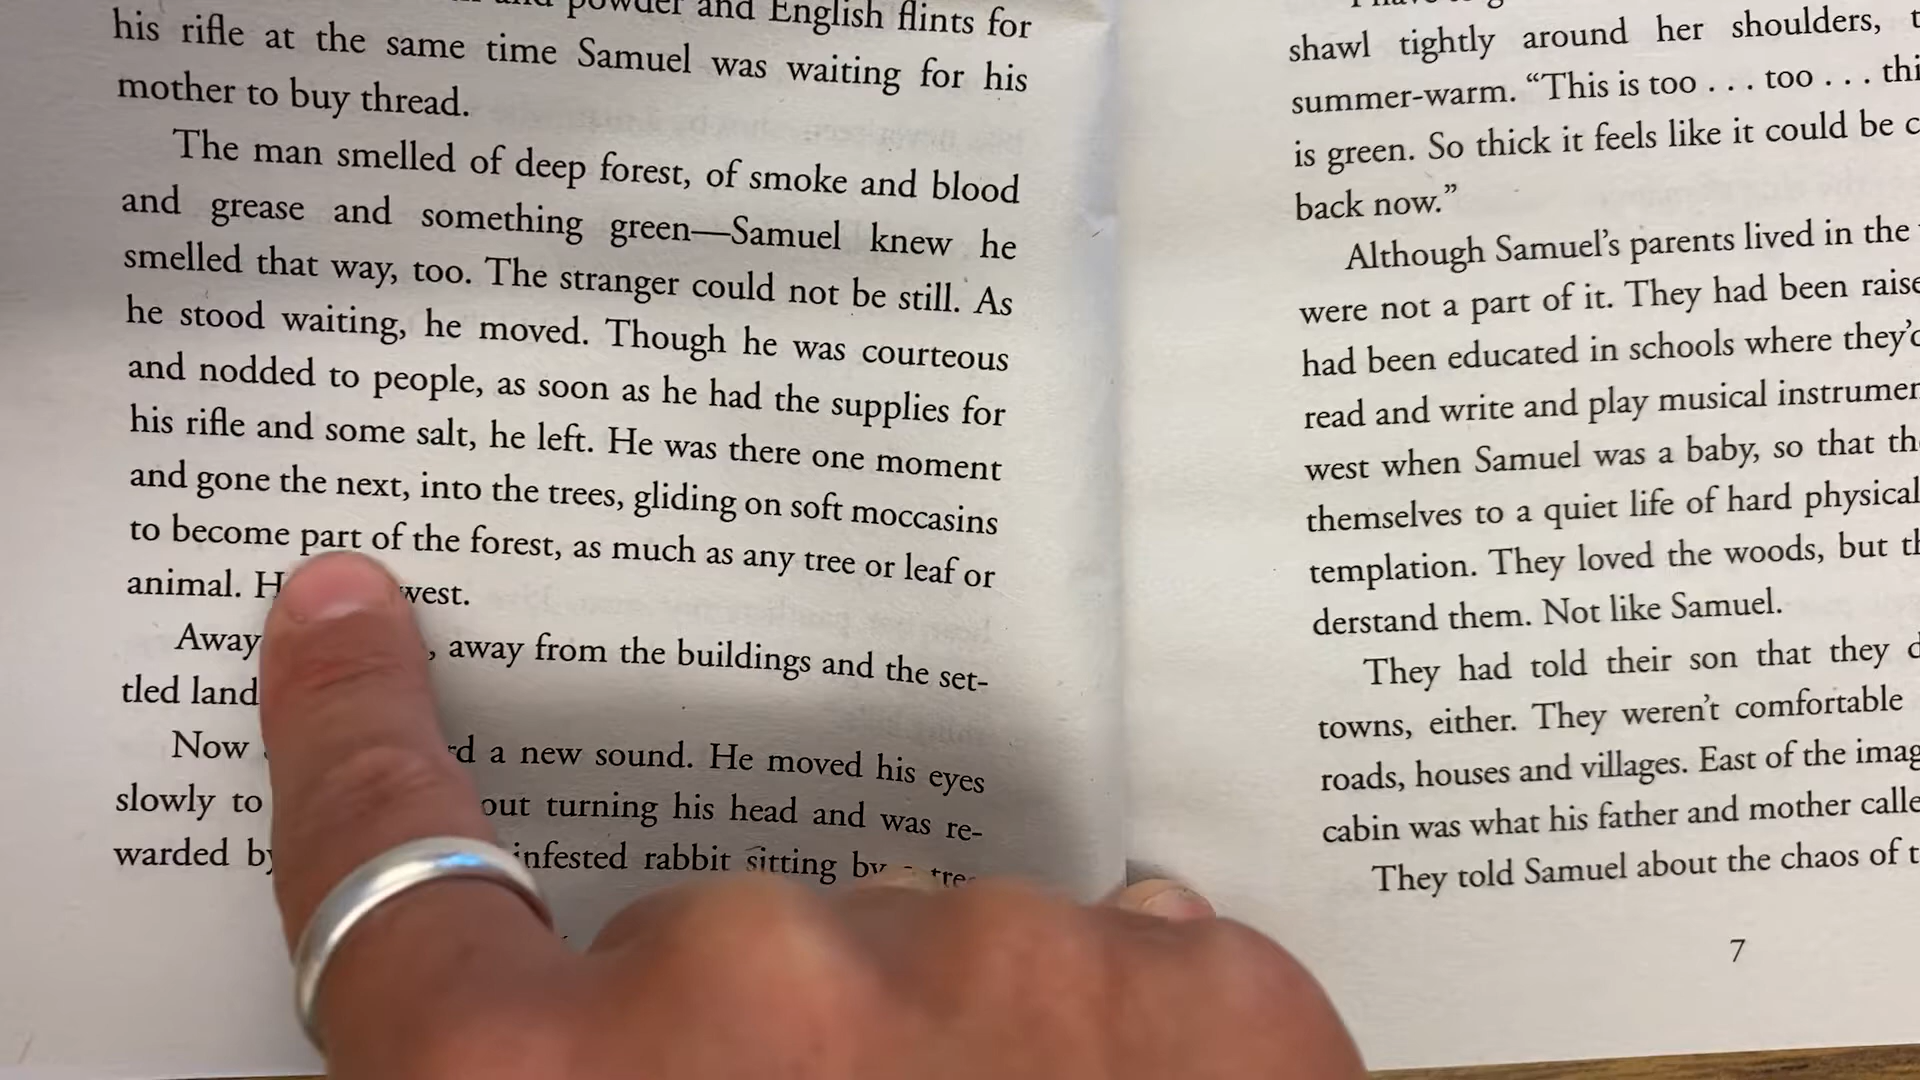 powder and English flints for
his rifle at the same time Samuel was waiting for his
mother to buy thread.
The man smelled of deep forest, of smoke and blood
and grease and something green—Samuel knew he
smelled that way, too. The stranger could not be still. As
he stood waiting, he moved. Though he was courteous
and nodded to people, as soon as he had the supplies for
his rifle and some salt, he left. He was there one moment
and gone the next, into the trees, gliding on soft moccasins
to become part of the forest, as much as any tree or leaf or
animal. west.
Away , away from the buildings and the set-
tled land
Now a new sound. He moved his eyes
slowly to turning his head and was re-
warded by infested rabbit sitting by
shawl tightly around her shoulders,
summer-warm. “This is too . . . too . . .
is green. So thick it feels like it could be
back now.”
Although Samuel’s parents lived in the
were not a part of it. They had been
had been educated in schools where
read and write and play musical
west when Samuel was a baby, so that
themselves to a quiet life of hard physical
templation. They loved the woods, but
derstand them. Not like Samuel.
They had told their son that they
towns, either. They weren’t comfortable
roads, houses and villages. East of the
cabin was what his father and mother
They told Samuel about the chaos of
7